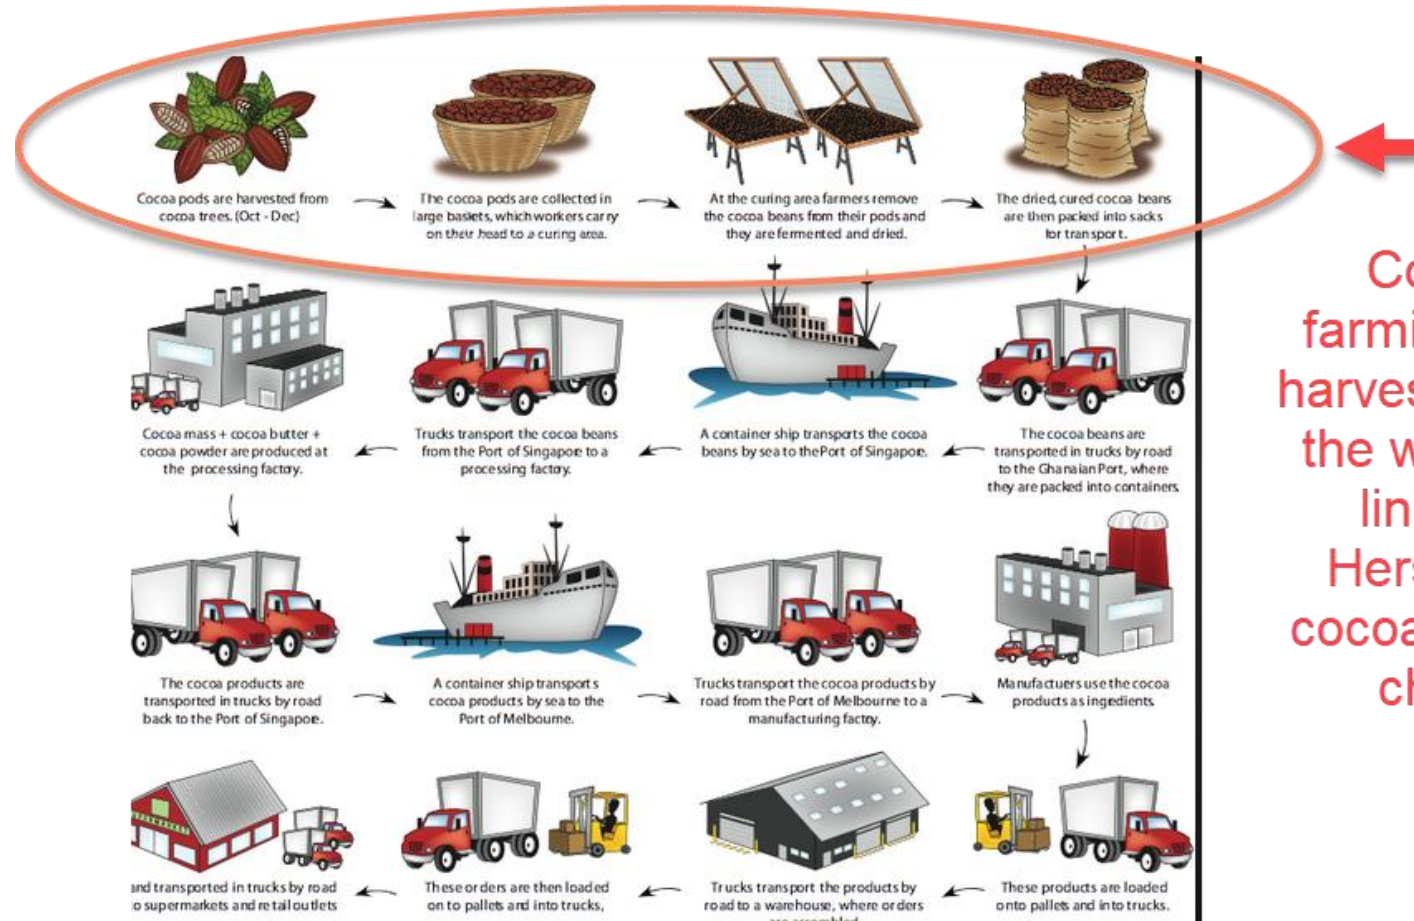 Cocoa pods are harvested from
cocoa trees. (Oct - Dec)
The cocoa pods are collected in
large baskets, which workers carry
on their head to a curing area.
At the curing area farmers remove
the cocoa beans from their pods and
they are fermented and dried.
The dried, cured cocoa beans
are then packed into sacks
for transport.
Cocoa mass + cocoa butter +
cocoa powder are produced at
the processing factory.
Trucks transport the cocoa beans
from the Port of Singapore to a
processing factory.
A container ship transports the cocoa
beans by sea to the Port of Singapore.
The cocoa beans are
transported in trucks by road
to the Ghanaian Port, where
they are packed into containers.
The cocoa products are
transported in trucks by road
back to the Port of Singapore.
A container ship transports
cocoa products by sea to the
Port of Melbourne.
Trucks transport the cocoa products by
road from the Port of Melbourne to a
manufacturing factory.
Manufactuers use the cocoa
products as ingredients.
and transported in trucks by road
to supermarkets and retail outlets
These orders are then loaded
on to pallets and into trucks,
Trucks transport the products by
road to a warehouse, where orders
are assembled
These products are loaded
onto pallets and into trucks.
Co
farmi
harves
the w
lin
Hers
cocoa
ch